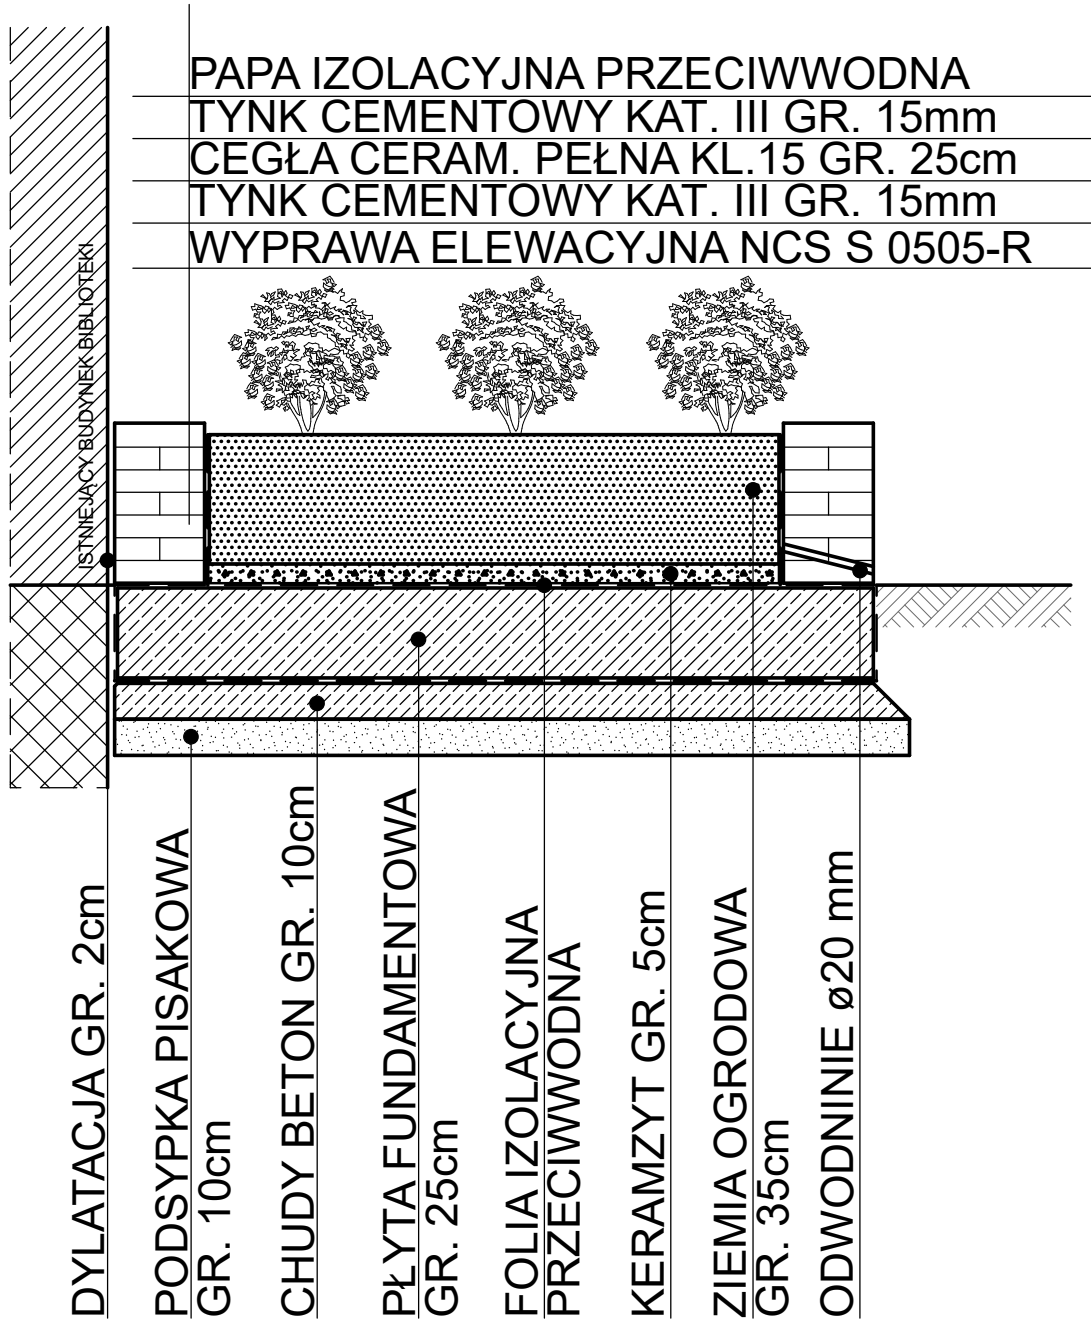 PAPA IZOLACYJNA PRZECIWWODNA
TYNK CEMENTOWY KAT. III GR. 15mm
CEGŁA CERAM. PEŁNA KL.15 GR. 25cm
TYNK CEMENTOWY KAT. III GR. 15mm
WYPRAWA ELEWACYJNA NCS S 0505-R
ISTNIEJĄCY BUDYNEK BIBLIOTEKI
DYLATACJA GR. 2cm
PODSYPKA PISAKOWA
GR. 10cm
CHUDY BETON GR. 10cm
PŁYTA FUNDAMENTOWA
GR. 25cm
FOLIA IZOLACYJNA
PRZECIWWODNA
KERAMZYT GR. 5cm
ZIEMIA OGRODOWA
GR. 35cm
ODWODNINIE ø20 mm